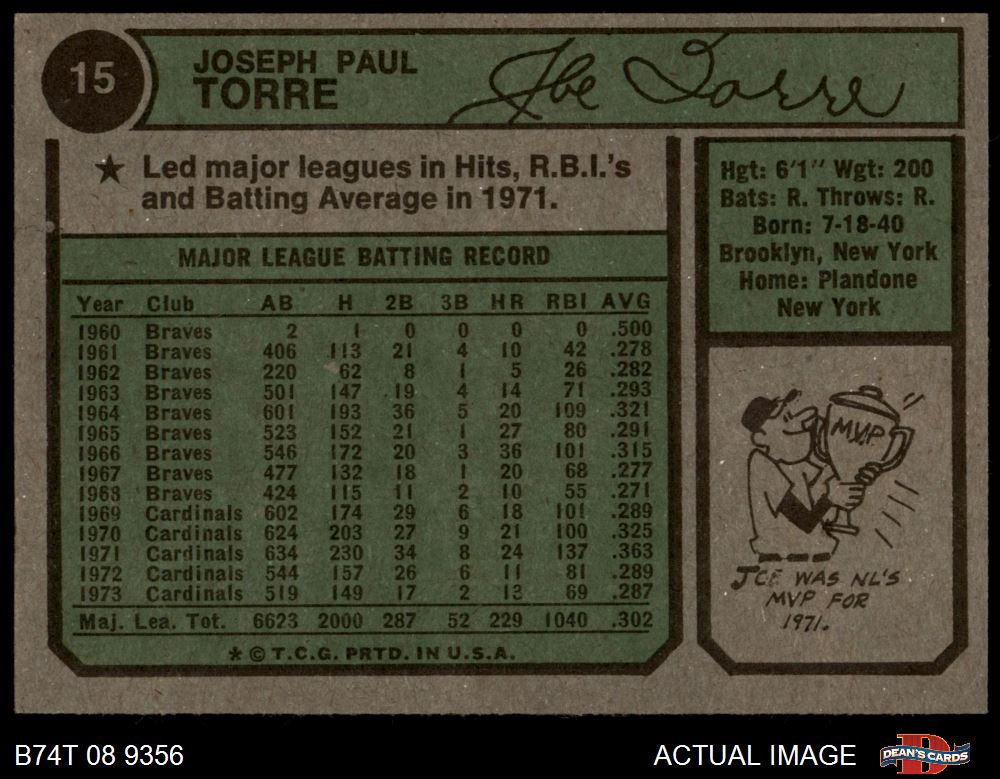 15
JOSEPH PAUL
TORRE
Joe Torre
★ Led major leagues in Hits, R.B.I.'s
and Batting Average in 1971.
MAJOR LEAGUE BATTING RECORD
Year Club AB H 2B 3B HR RBI AVG
1960 Braves 2 1 0 0 0 0 .500
1961 Braves 406 113 21 4 10 42 .278
1962 Braves 220 62 8 1 5 26 .282
1963 Braves 501 147 19 4 14 71 .293
1964 Braves 601 193 36 5 20 109 .321
1965 Braves 523 152 21 1 27 80 .291
1966 Braves 546 172 20 3 36 101 .315
1967 Braves 477 132 18 1 20 68 .277
1968 Braves 424 115 11 2 10 55 .271
1969 Cardinals 602 174 29 6 18 101 .289
1970 Cardinals 624 203 27 9 21 100 .325
1971 Cardinals 634 230 34 8 24 137 .363
1972 Cardinals 544 157 26 6 11 81 .289
1973 Cardinals 519 149 17 2 13 69 .287
Maj. Lea. Tot. 6623 2000 287 52 229 1040 .302
* © T.C.G. PRTD. IN U.S.A.
Hgt: 6'1" Wgt: 200
Bats: R. Throws: R.
Born: 7-18-40
Brooklyn, New York
Home: Plandone
New York
MVP
JOE WAS NL'S
MVP FOR
1971.
B74T 08 9356
ACTUAL IMAGE
DEAN'S CARDS